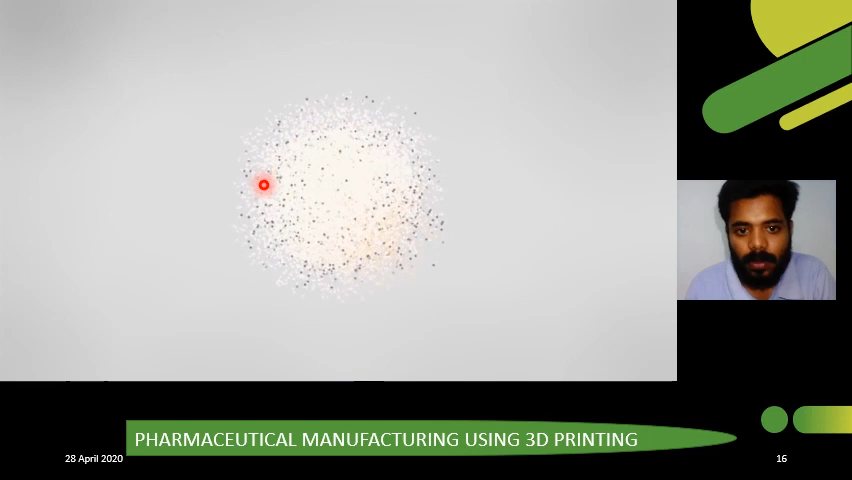 PHARMACEUTICAL MANUFACTURING USING 3D PRINTING
28 April 2020
16